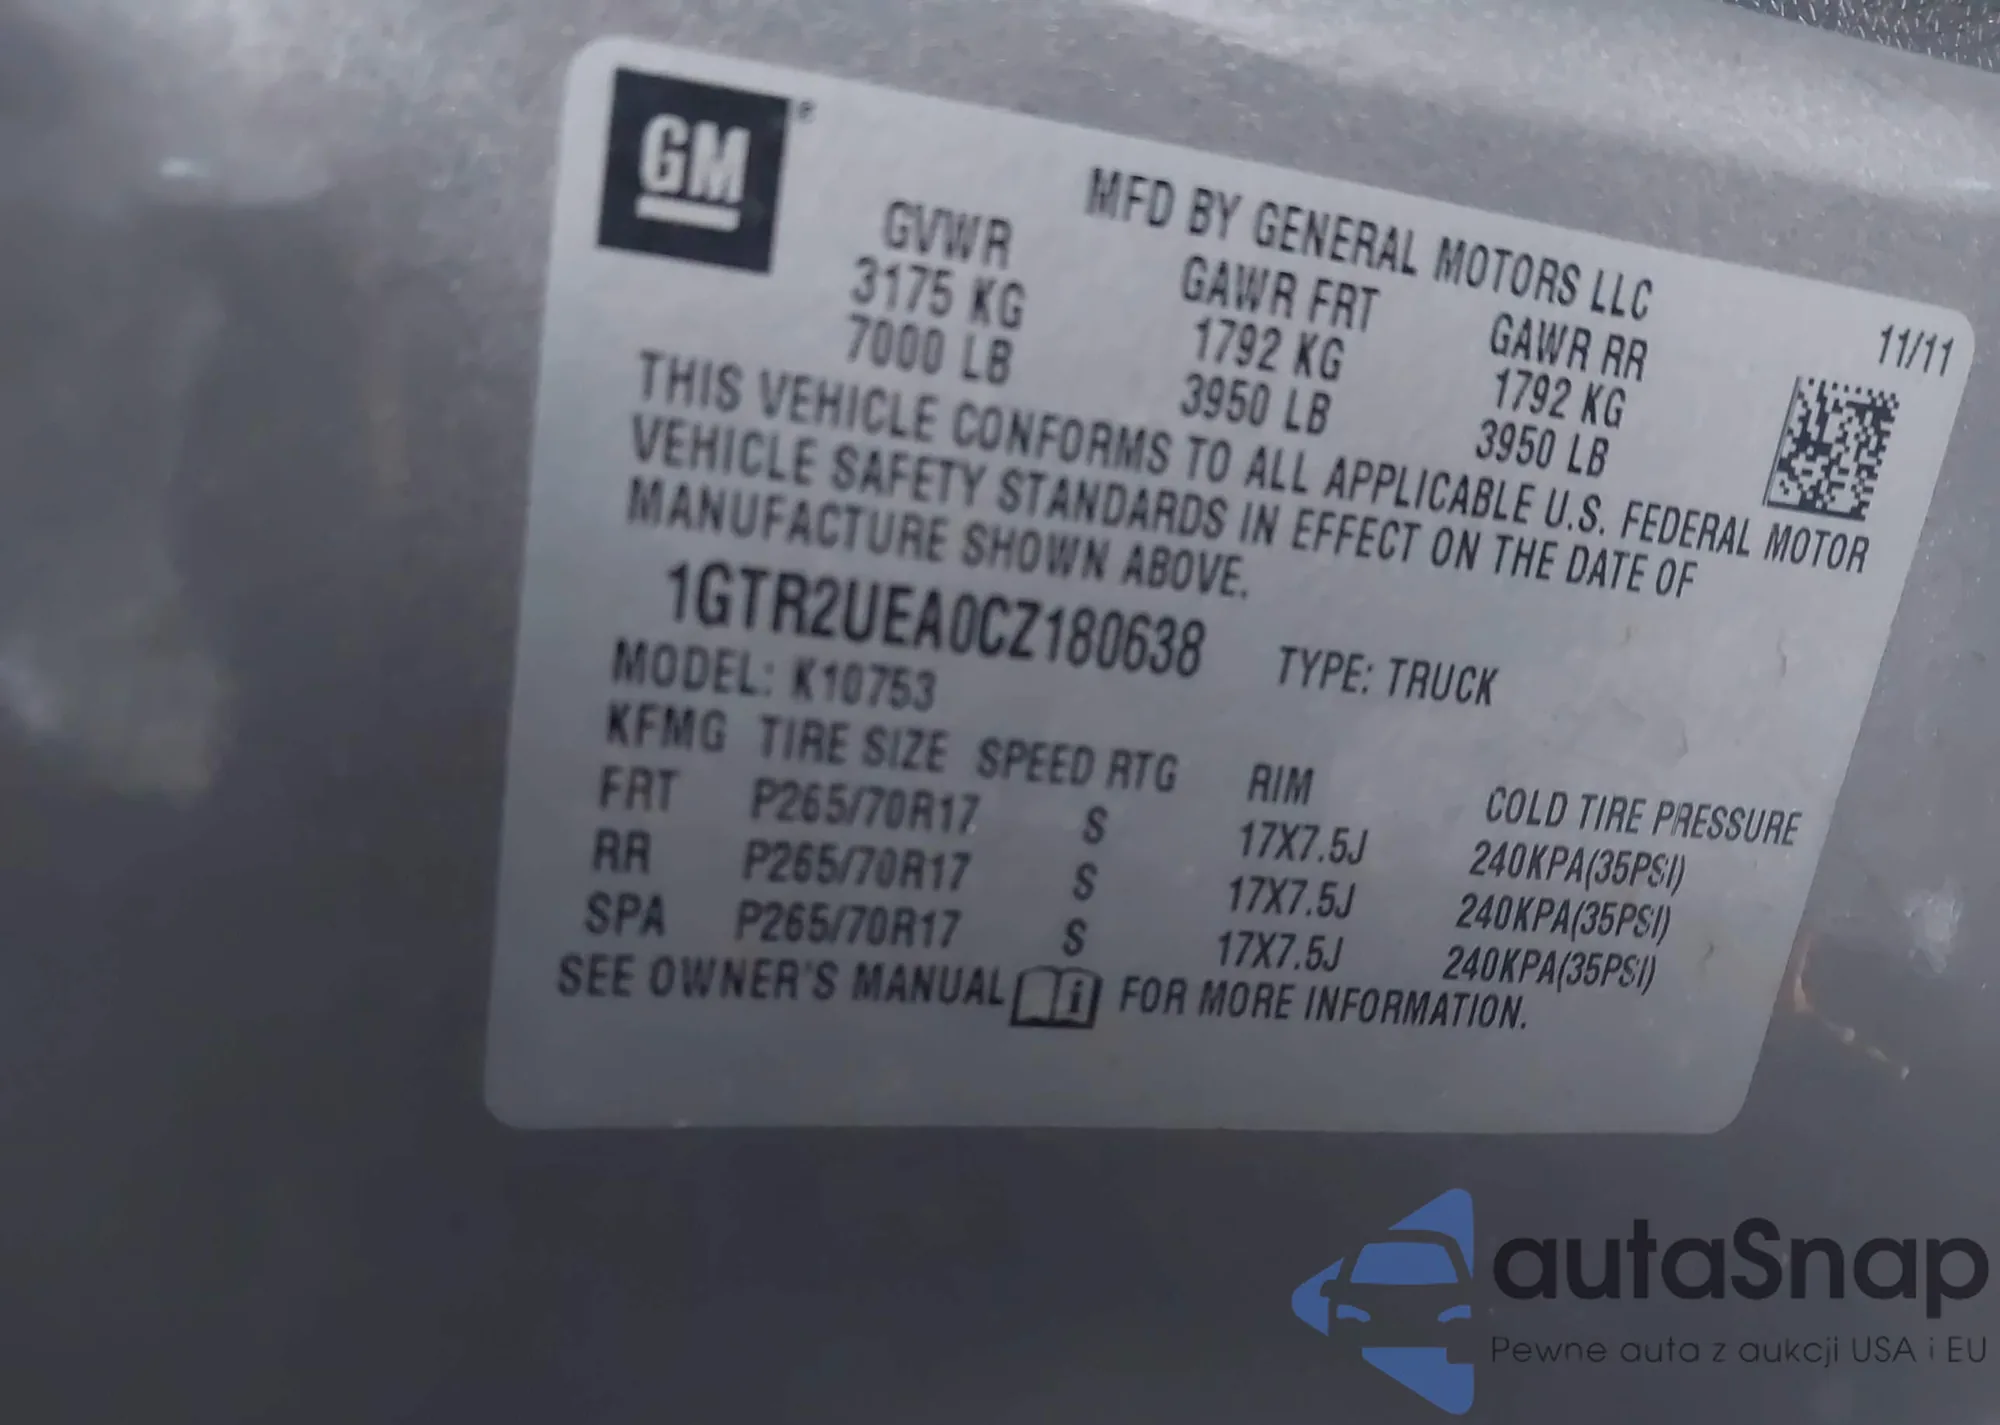 GM
MFD BY GENERAL MOTORS LLC
11/11
GVWR GAWR FRT GAWR RR
3175 KG 1792 KG 1792 KG
7000 LB 3950 LB 3950 LB
THIS VEHICLE CONFORMS TO ALL APPLICABLE U.S. FEDERAL MOTOR
VEHICLE SAFETY STANDARDS IN EFFECT ON THE DATE OF
MANUFACTURE SHOWN ABOVE.
1GTR2UEA0CZ180638 TYPE: TRUCK
MODEL: K10753
KFMG TIRE SIZE SPEED RTG RIM COLD TIRE PRESSURE
FRT P265/70R17 S 17X7.5J 240KPA(35PSI)
RR P265/70R17 S 17X7.5J 240KPA(35PSI)
SPA P265/70R17 S 17X7.5J 240KPA(35PSI)
SEE OWNER'S MANUAL i FOR MORE INFORMATION.
autaSnap
Pewne auta z aukcji USA i EU